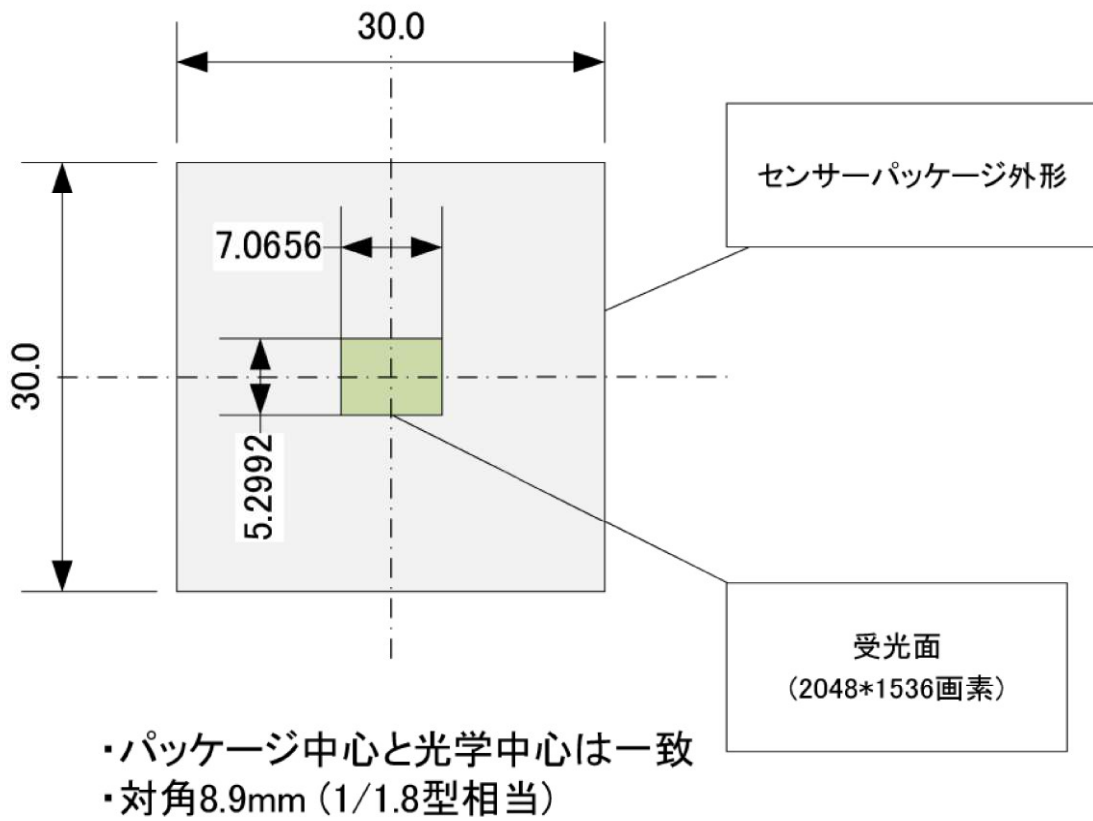 30.0
センサーパッケージ外形
7.0656
30.0
5.2992
受光面
(2048*1536画素)
・パッケージ中心と光学中心は一致
・対角8.9mm (1/1.8型相当)